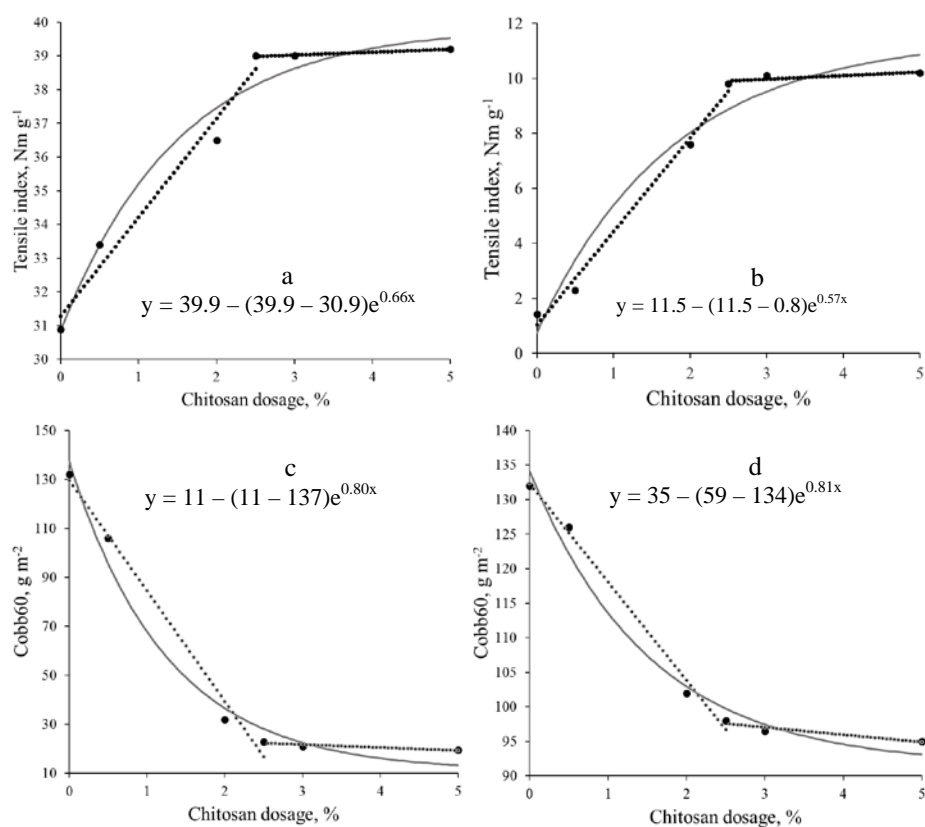 40
39
38
37
36
35
34
33
32
31
30
Tensile index, Nm g⁻¹
a
y = 39.9 – (39.9 – 30.9)e^0.66x
0 1 2 3 4 5
Chitosan dosage, %
12
10
8
6
4
2
0
Tensile index, Nm g⁻¹
b
y = 11.5 – (11.5 – 0.8)e^0.57x
0 1 2 3 4 5
Chitosan dosage, %
150
130
110
90
70
50
30
10
Cobb60, g m⁻²
c
y = 11 – (11 – 137)e^0.80x
0 1 2 3 4 5
Chitosan dosage, %
140
135
130
125
120
115
110
105
100
95
90
Cobb60, g m⁻²
d
y = 35 – (59 – 134)e^0.81x
0 1 2 3 4 5
Chitosan dosage, %